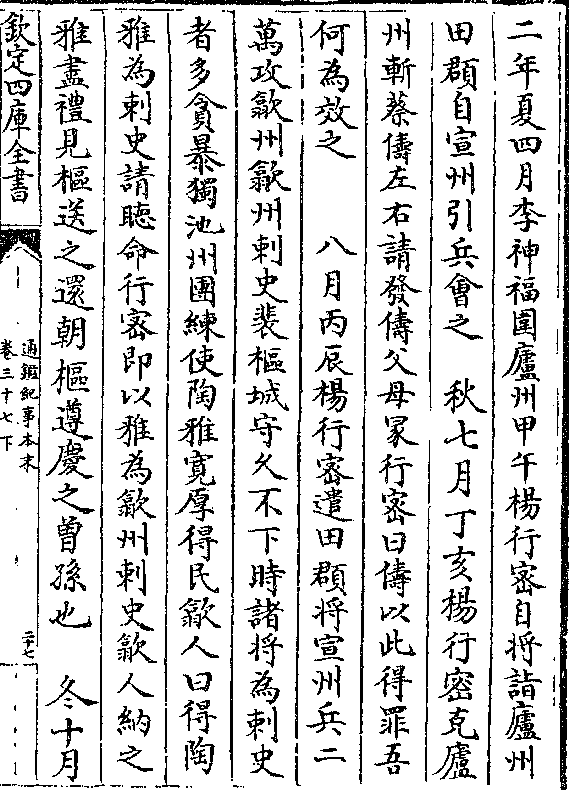 二年夏四月李神福圍廬州甲午楊行宻自將詣廬州
田頵自宣州引兵會之　秋七月丁亥楊行宻克廬
州斬蔡儔左右請發儔父母冡行宻曰儔以此得罪吾
何為效之　八月丙辰楊行宻遣田頵將宣州兵二
萬攻歙州歙州刺史裴樞城守久不下時諸将為刺史
者多貪暴獨池州團練使陶雅寛厚得民歙人曰得陶
雅為刺史請聽命行宻即以雅為歙州刺史歙人納之
雅盡禮見樞送之還朝樞遵慶之曾孫也　冬十月
欽定四庫全書
通鑑紀事本末
卷三十七下
二十七